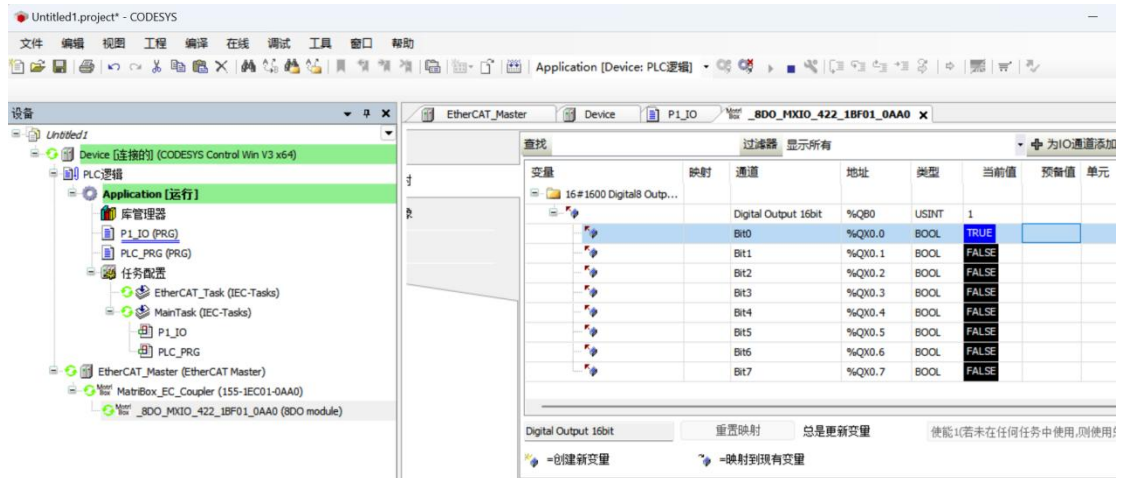 Untitled1.project* - CODESYS
文件 编辑 视图 工程 编译 在线 调试 工具 窗口 帮助
Application [Device: PLC逻辑]
设备
Untitled1
Device [连接的] (CODESYS Control Win V3 x64)
PLC逻辑
Application [运行]
库管理器
P1_IO (PRG)
PLC_PRG (PRG)
任务配置
EtherCAT_Task (IEC-Tasks)
MainTask (IEC-Tasks)
P1_IO
PLC_PRG
EtherCAT_Master (EtherCAT Master)
MatriBox_EC_Coupler (155-1EC01-0AA0)
_8DO_MXIO_422_1BF01_0AA0 (8DO module)
EtherCAT_Master Device P1_IO _8DO_MXIO_422_1BF01_0AA0
查找 过滤器 显示所有 为IO通道添加
变量 映射 通道 地址 类型 当前值 预备值 单元
16#1600 Digital8 Outp...
Digital Output 16bit %QB0 USINT 1
Bit0 %QX0.0 BOOL TRUE
Bit1 %QX0.1 BOOL FALSE
Bit2 %QX0.2 BOOL FALSE
Bit3 %QX0.3 BOOL FALSE
Bit4 %QX0.4 BOOL FALSE
Bit5 %QX0.5 BOOL FALSE
Bit6 %QX0.6 BOOL FALSE
Bit7 %QX0.7 BOOL FALSE
Digital Output 16bit 重置映射 总是更新变量 使能1(若未在任何任务中使用,则使用
=创建新变量 =映射到现有变量